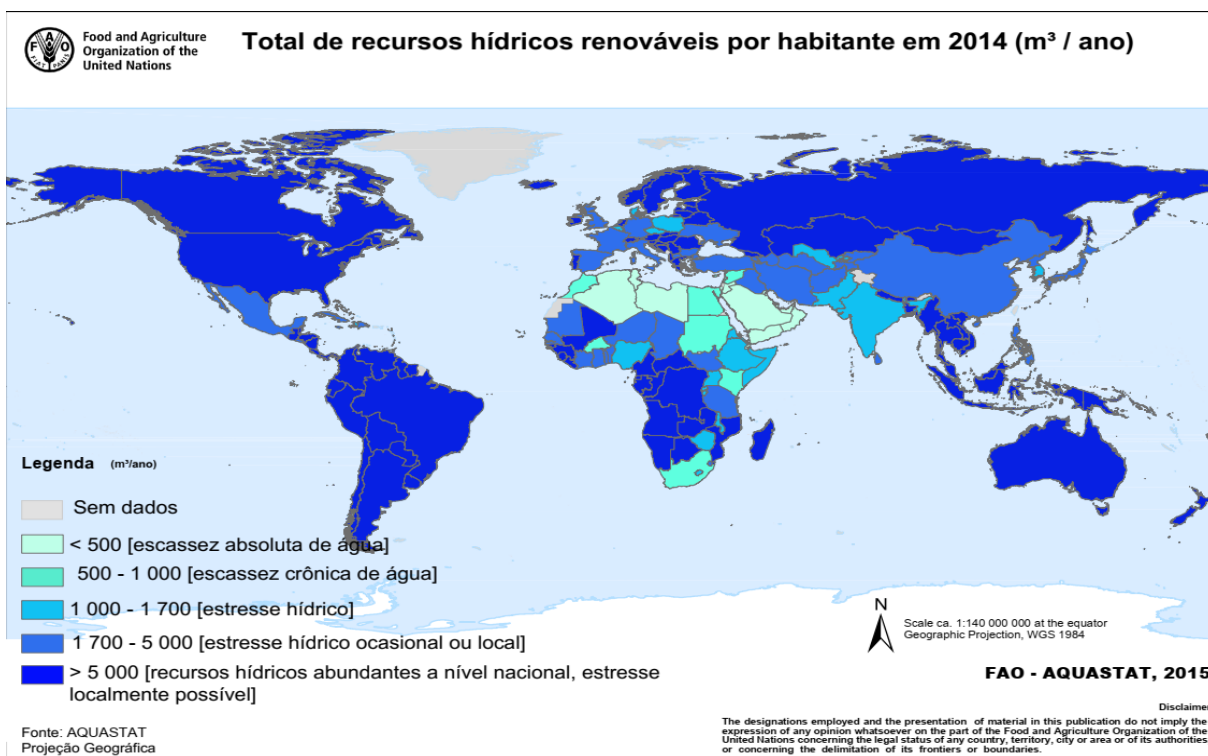 Food and Agriculture
Organization of the
United Nations
Total de recursos hídricos renováveis por habitante em 2014 (m³ / ano)
Legenda (m³/ano)
Sem dados
< 500 [escassez absoluta de água]
500 - 1 000 [escassez crônica de água]
1 000 - 1 700 [estresse hídrico]
1 700 - 5 000 [estresse hídrico ocasional ou local]
> 5 000 [recursos hídricos abundantes a nível nacional, estresse
localmente possível]
Fonte: AQUASTAT
Projeção Geográfica
N
Scale ca. 1:140 000 000 at the equator
Geographic Projection, WGS 1984
FAO - AQUASTAT, 2015
Disclaimer
The designations employed and the presentation of material in this publication do not imply the
expression of any opinion whatsoever on the part of the Food and Agriculture Organization of the
United Nations concerning the legal status of any country, territory, city or area or of its authorities,
or concerning the delimitation of its frontiers or boundaries.